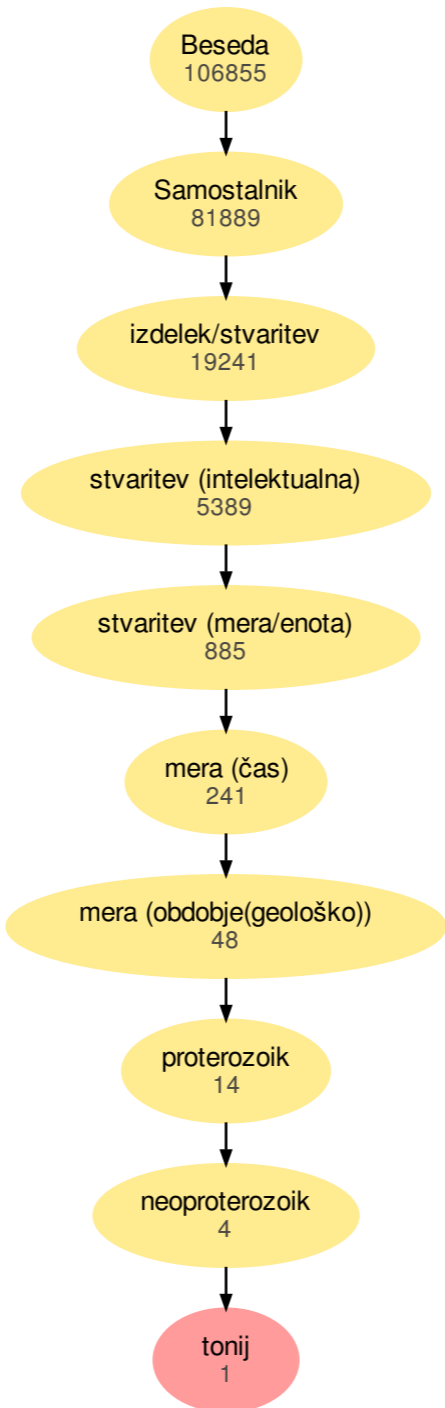 Beseda
106855
Samostalnik
81889
izdelek/stvaritev
19241
stvaritev (intelektualna)
5389
stvaritev (mera/enota)
885
mera (čas)
241
mera (obdobje(geološko))
48
proterozoik
14
neoproterozoik
4
tonij
1